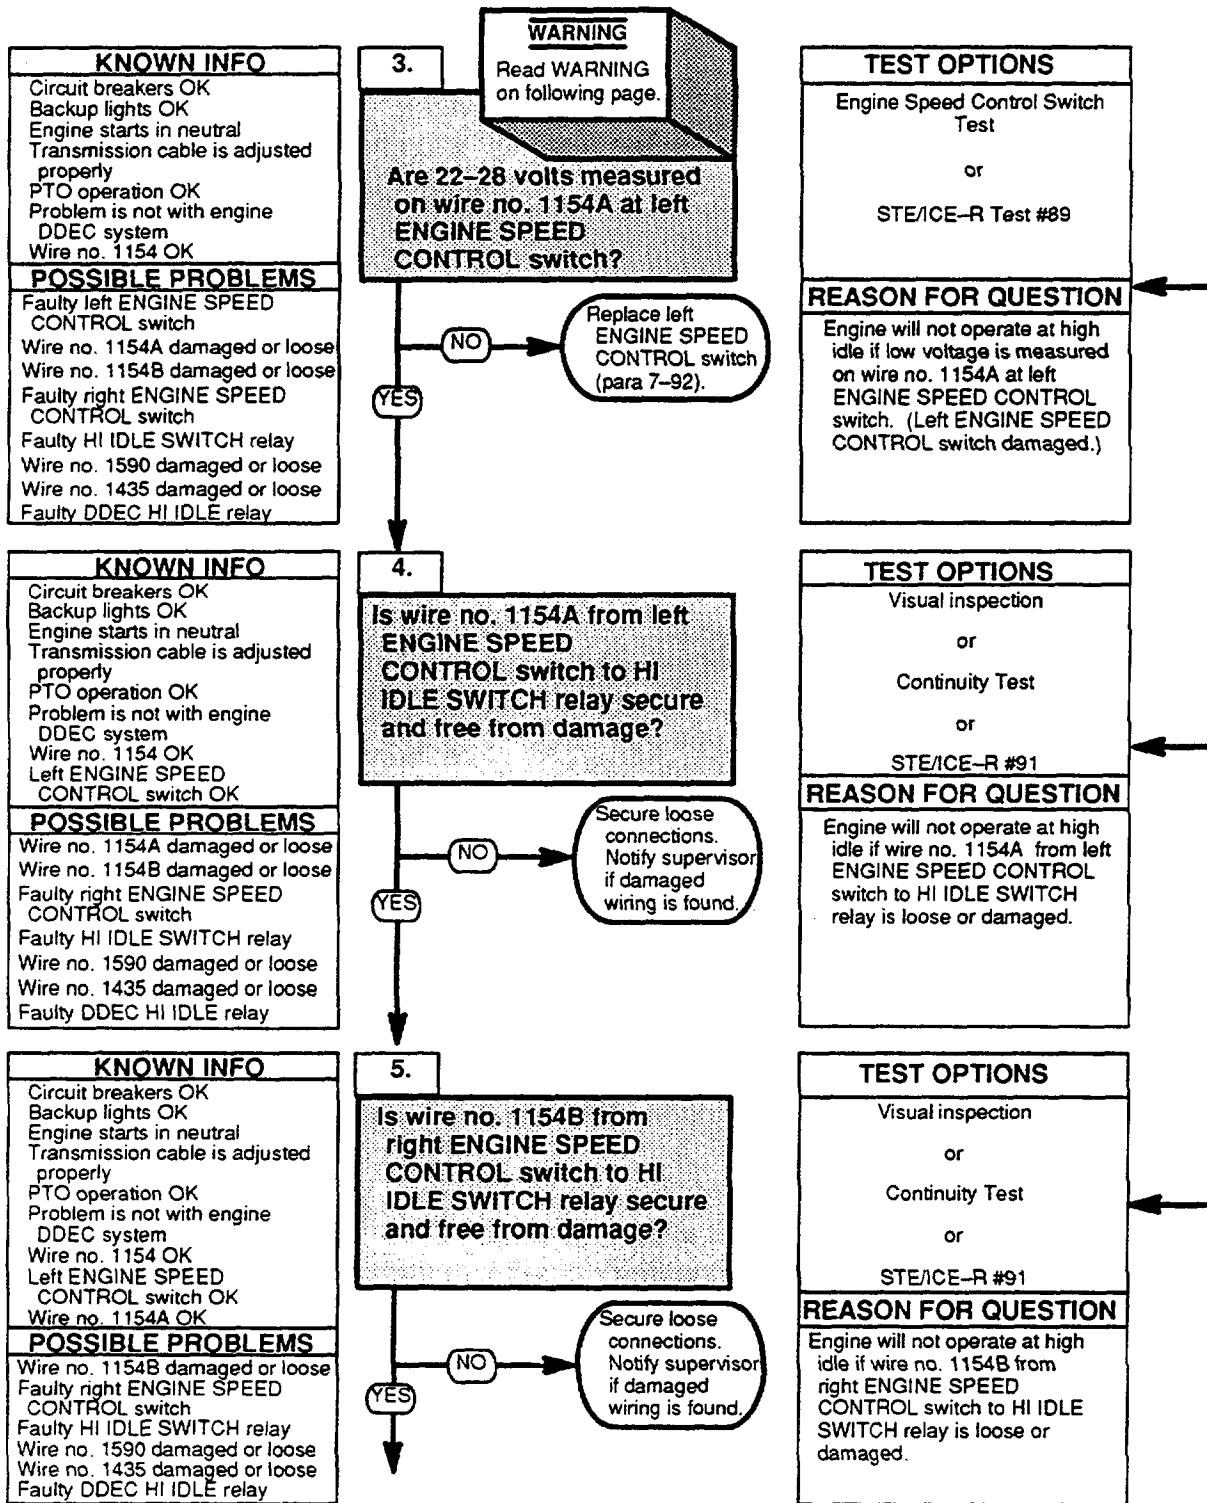 KNOWN INFO
Circuit breakers OK
Backup lights OK
Engine starts in neutral
Transmission cable is adjusted
properly
PTO operation OK
Problem is not with engine
DDEC system
Wire no. 1154 OK
POSSIBLE PROBLEMS
Faulty left ENGINE SPEED
CONTROL switch
Wire no. 1154A damaged or loose
Wire no. 1154B damaged or loose
Faulty right ENGINE SPEED
CONTROL switch
Faulty HI IDLE SWITCH relay
Wire no. 1590 damaged or loose
Wire no. 1435 damaged or loose
Faulty DDEC HI IDLE relay
3.
WARNING
Read WARNING
on following page.
Are 22–28 volts measured
on wire no. 1154A at left
ENGINE SPEED
CONTROL switch?
NO
Replace left
ENGINE SPEED
CONTROL switch
(para 7–92).
YES
TEST OPTIONS
Engine Speed Control Switch
Test
or
STE/ICE–R Test #89
REASON FOR QUESTION
Engine will not operate at high
idle if low voltage is measured
on wire no. 1154A at left
ENGINE SPEED CONTROL
switch. (Left ENGINE SPEED
CONTROL switch damaged.)
KNOWN INFO
Circuit breakers OK
Backup lights OK
Engine starts in neutral
Transmission cable is adjusted
properly
PTO operation OK
Problem is not with engine
DDEC system
Wire no. 1154 OK
Left ENGINE SPEED
CONTROL switch OK
POSSIBLE PROBLEMS
Wire no. 1154A damaged or loose
Wire no. 1154B damaged or loose
Faulty right ENGINE SPEED
CONTROL switch
Faulty HI IDLE SWITCH relay
Wire no. 1590 damaged or loose
Wire no. 1435 damaged or loose
Faulty DDEC HI IDLE relay
4.
Is wire no. 1154A from left
ENGINE SPEED
CONTROL switch to HI
IDLE SWITCH relay secure
and free from damage?
NO
Secure loose
connections.
Notify supervisor
if damaged
wiring is found.
YES
TEST OPTIONS
Visual inspection
or
Continuity Test
or
STE/ICE–R #91
REASON FOR QUESTION
Engine will not operate at high
idle if wire no. 1154A from left
ENGINE SPEED CONTROL
switch to HI IDLE SWITCH
relay is loose or damaged.
KNOWN INFO
Circuit breakers OK
Backup lights OK
Engine starts in neutral
Transmission cable is adjusted
properly
PTO operation OK
Problem is not with engine
DDEC system
Wire no. 1154 OK
Left ENGINE SPEED
CONTROL switch OK
Wire no. 1154A OK
POSSIBLE PROBLEMS
Wire no. 1154B damaged or loose
Faulty right ENGINE SPEED
CONTROL switch
Faulty HI IDLE SWITCH relay
Wire no. 1590 damaged or loose
Wire no. 1435 damaged or loose
Faulty DDEC HI IDLE relay
5.
Is wire no. 1154B from
right ENGINE SPEED
CONTROL switch to HI
IDLE SWITCH relay secure
and free from damage?
NO
Secure loose
connections.
Notify supervisor
if damaged
wiring is found.
YES
TEST OPTIONS
Visual inspection
or
Continuity Test
or
STE/ICE–R #91
REASON FOR QUESTION
Engine will not operate at high
idle if wire no. 1154B from
right ENGINE SPEED
CONTROL switch to HI IDLE
SWITCH relay is loose or
damaged.